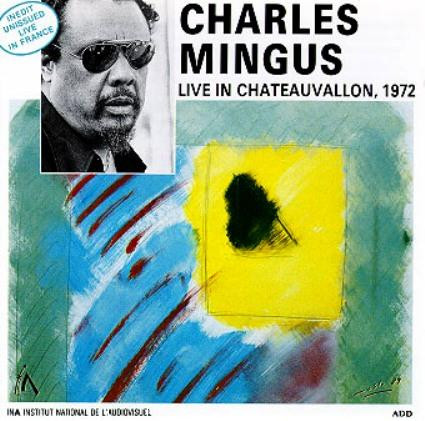 INEDIT
UNISSUED
LIVE
IN FRANCE
CHARLES
MINGUS
LIVE IN CHATEAUVALLON, 1972
INA INSTITUT NATIONAL DE L'AUDIOVISUEL
ADD